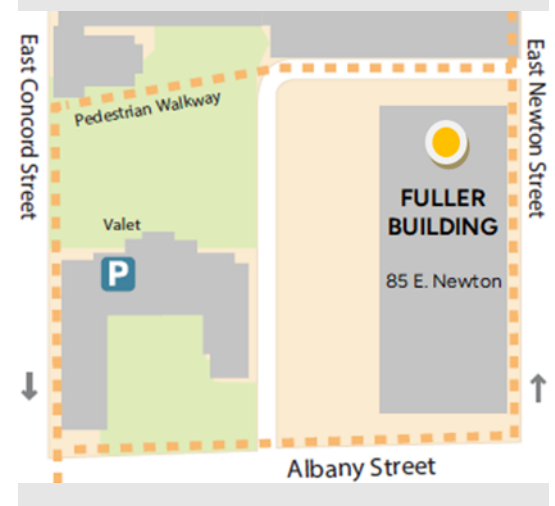 East Concord Street
East Newton Street
Pedestrian Walkway
Valet
P
FULLER
BUILDING
85 E. Newton
Albany Street